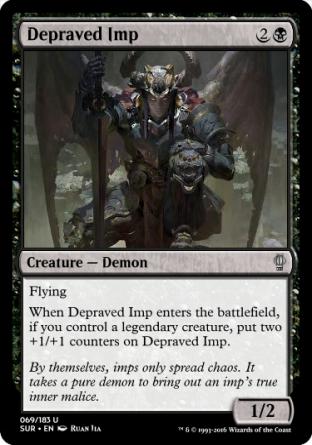 Depraved Imp 2
Creature — Demon
Flying
When Depraved Imp enters the battlefield,
if you control a legendary creature, put two
+1/+1 counters on Depraved Imp.
By themselves, imps only spread chaos. It
takes a pure demon to bring out an imp's true
inner malice.
069/183 U
SUR • EN Ruan Jia
™ & © 1993-2016 Wizards of the Coast
1/2